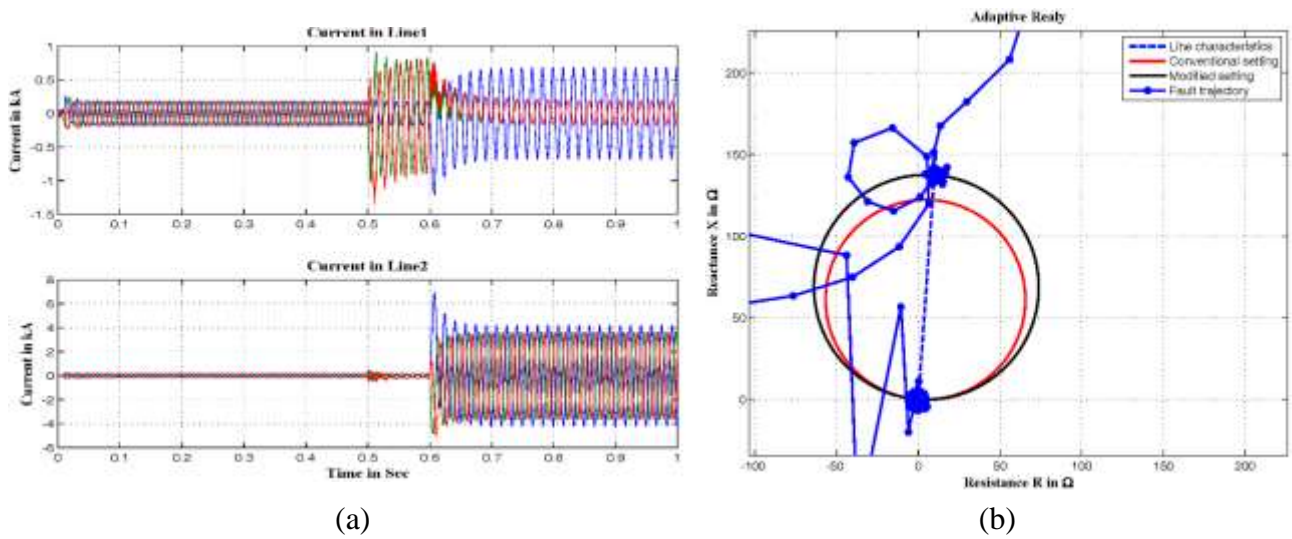 Current in Line1
Current in kA
1
0.5
0
-0.5
-1
-1.5
0 0.1 0.2 0.3 0.4 0.5 0.6 0.7 0.8 0.9 1
Current in Line2
Current in kA
8
6
4
2
0
-2
-4
-6
0 0.1 0.2 0.3 0.4 0.5 0.6 0.7 0.8 0.9 1
Time in Sec
(a)
Adaptive Realy
Line characteristics
Conventional setting
Modified setting
Fault trajectory
Reactance X in Ω
200
150
100
50
0
-100 -50 0 50 100 150 200
Resistance R in Ω
(b)